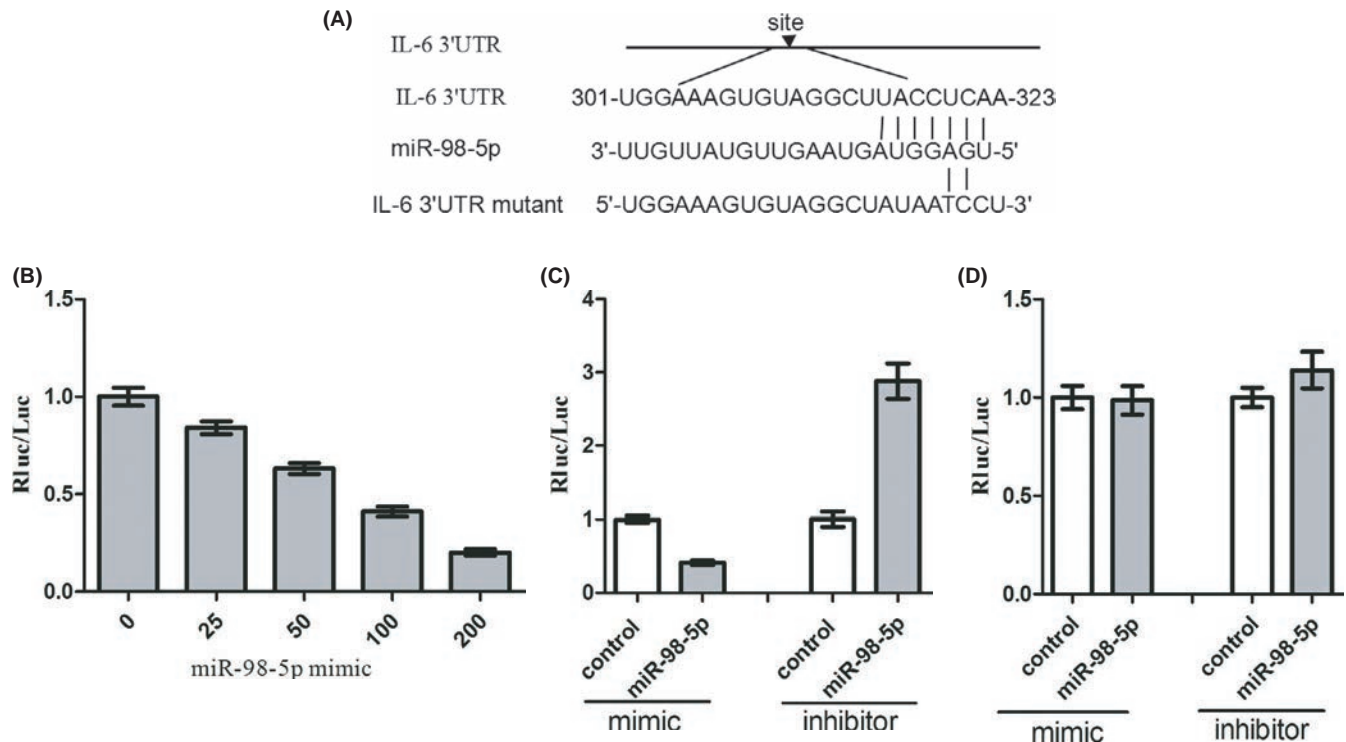 (A)
site
IL-6 3'UTR
IL-6 3'UTR 301-UGGAAAGUGUAGGCUUACCUCAA-323
miR-98-5p 3'-UUGUUAUGUUGAAUGAUGGAGU-5'
IL-6 3'UTR mutant 5'-UGGAAAGUGUAGGCUAUAATCCU-3'
(B)
Rluc/Luc
1.5
1.0
0.5
0.0
0 25 50 100 200
miR-98-5p mimic
(C)
Rluc/Luc
4
3
2
1
0
control miR-98-5p control miR-98-5p
mimic inhibitor
(D)
Rluc/Luc
1.5
1.0
0.5
0.0
control miR-98-5p control miR-98-5p
mimic inhibitor